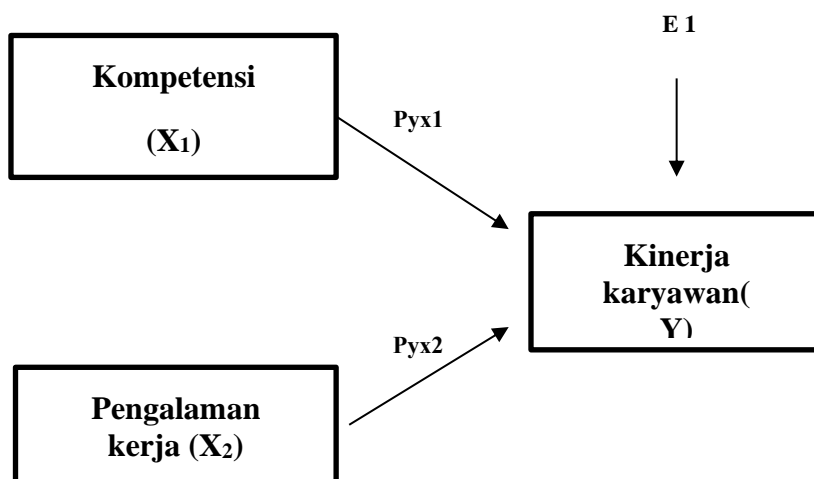 E 1
Kompetensi
(X₁)
Pyx1
Kinerja
karyawan(
Y)
Pyx2
Pengalaman
kerja (X₂)